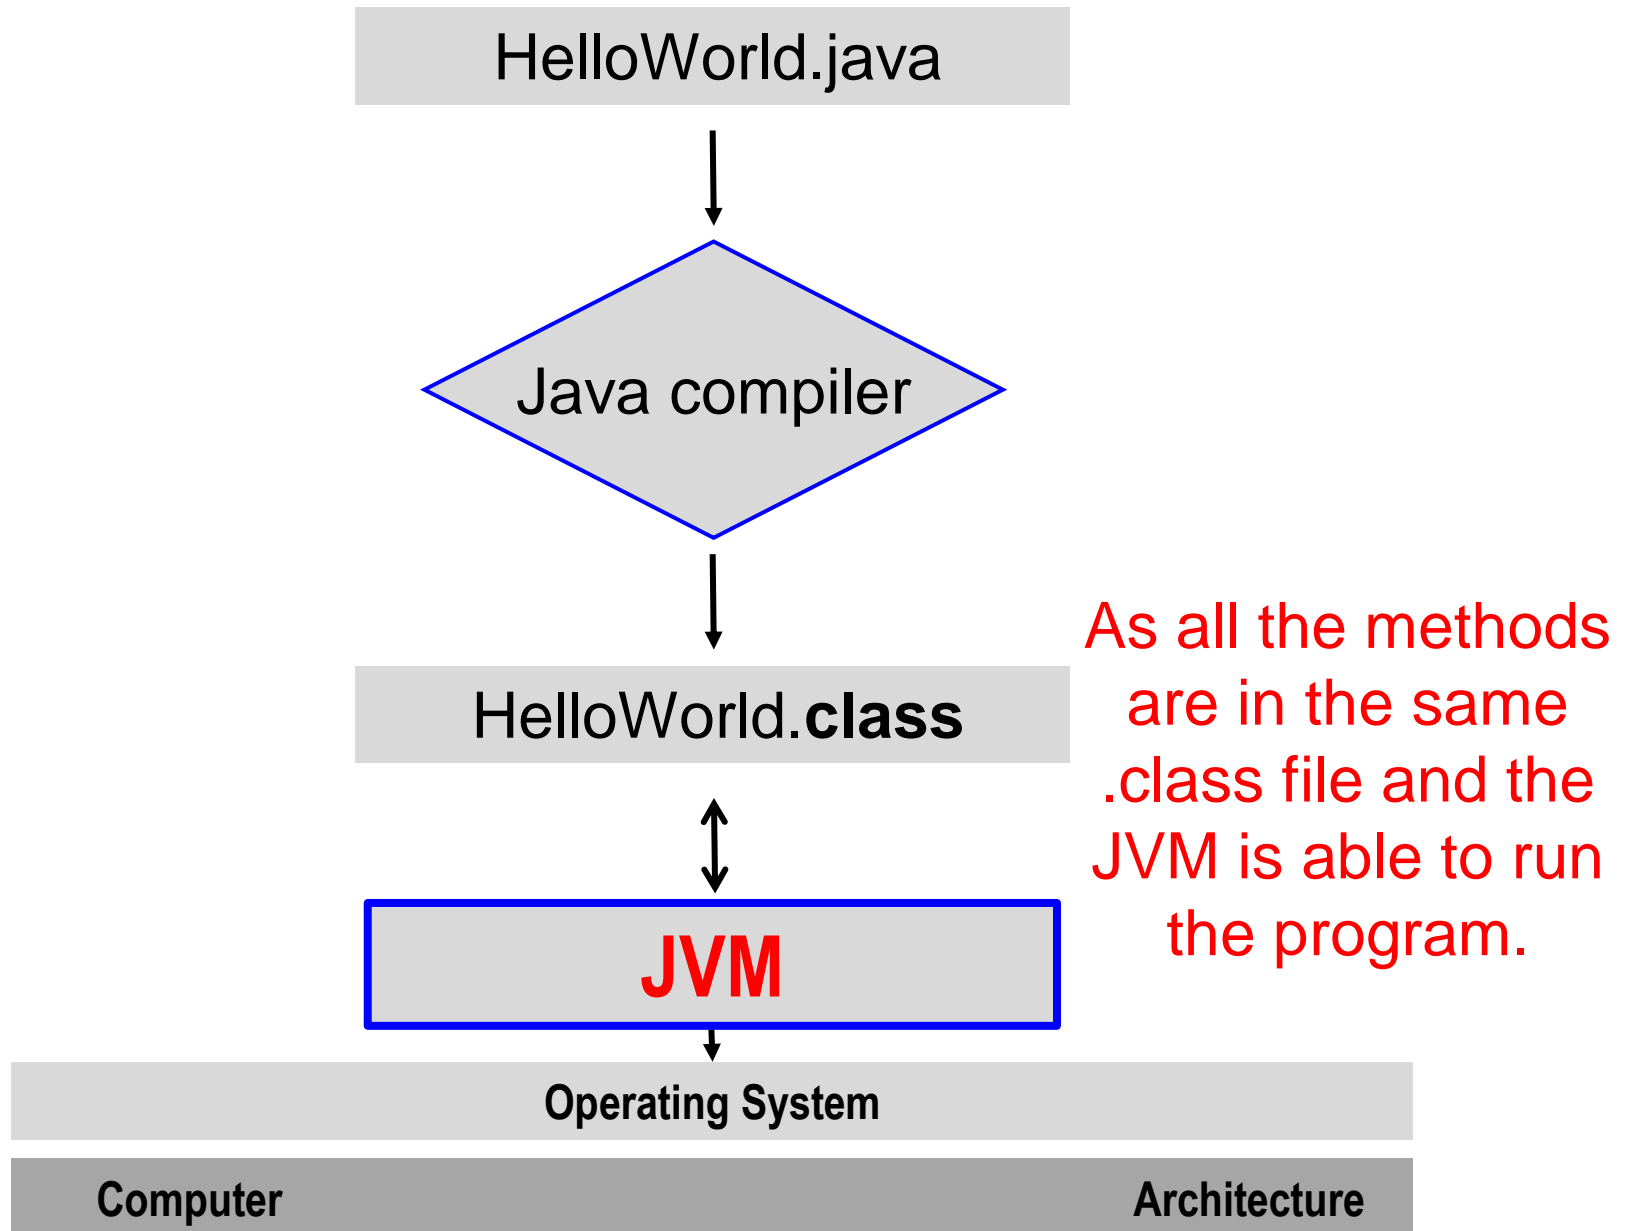 HelloWorld.java
Java compiler
HelloWorld.class
As all the methods
are in the same
.class file and the
JVM is able to run
the program.
JVM
Operating System
Computer Architecture